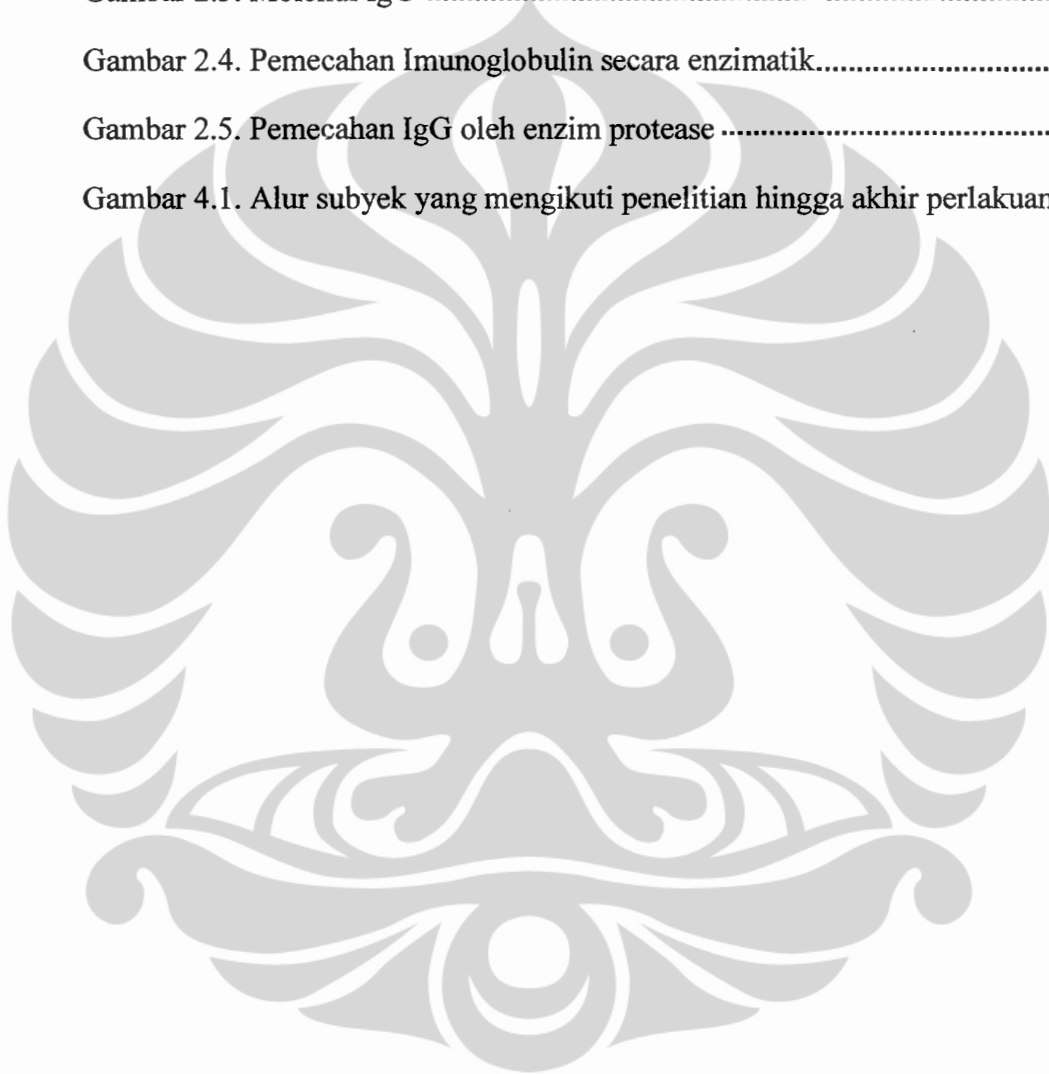 Gambar 2.4. Pemecahan Imunoglobulin secara enzimatik..............................
Gambar 2.5. Pemecahan IgG oleh enzim protease ......................................
Gambar 4.1. Alur subyek yang mengikuti penelitian hingga akhir perlakuan